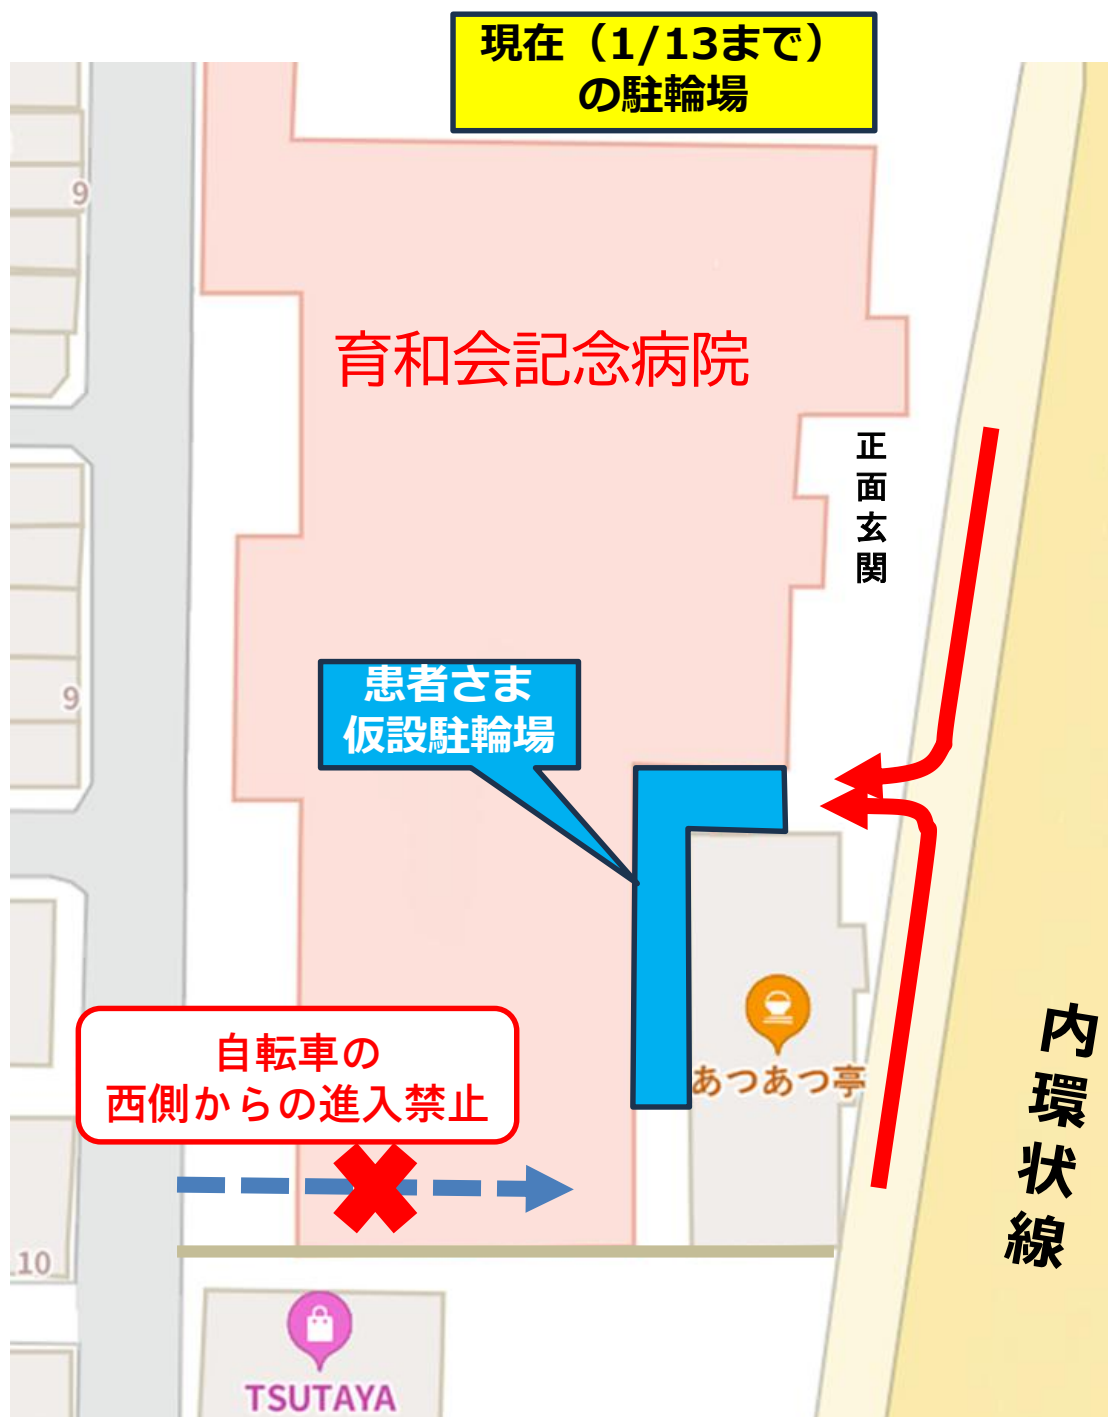 現在（1/13まで）
の駐輪場
9
育和会記念病院
正面玄関
患者さま
仮設駐輪場
9
自転車の
西側からの進入禁止
あつあつ亭
内環状線
10
TSUTAYA